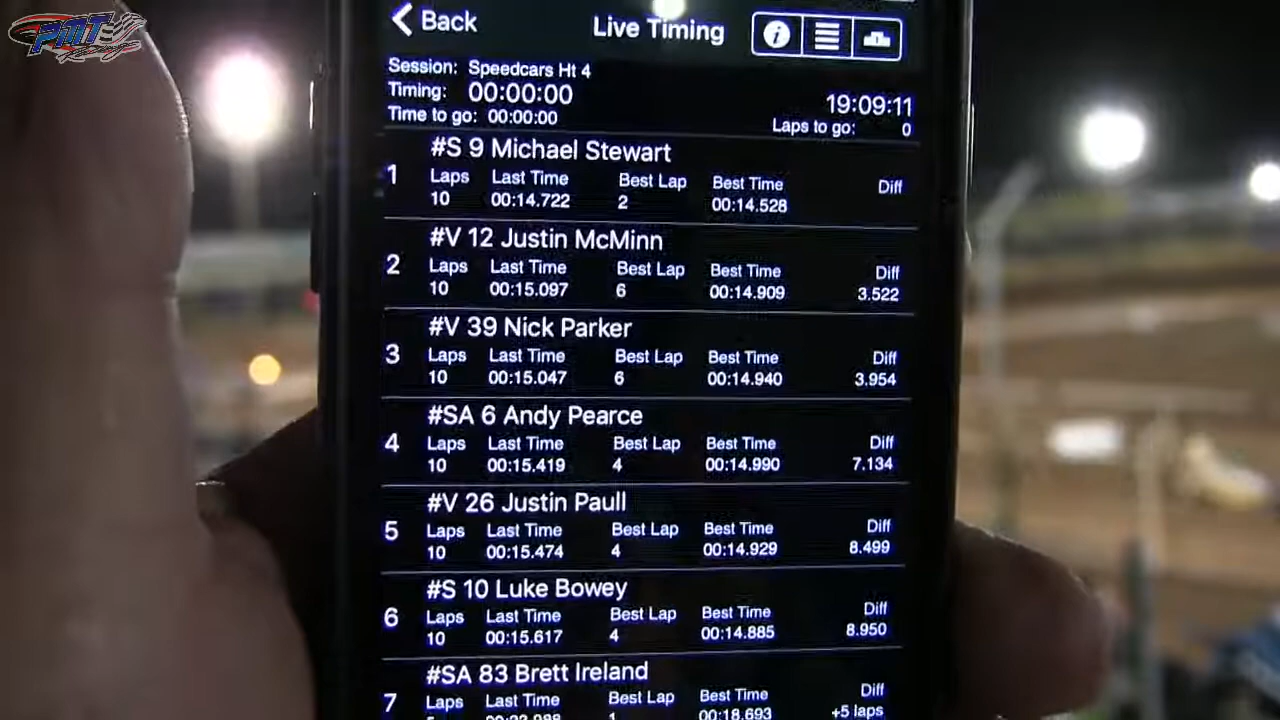 PMT Racing
Back
Live Timing
Session: Speedcars Ht 4
Timing: 00:00:00
19:09:11
Time to go: 00:00:00
Laps to go: 0
#S 9 Michael Stewart
1 Laps Last Time Best Lap Best Time Diff
10 00:14.722 2 00:14.528
#V 12 Justin McMinn
2 Laps Last Time Best Lap Best Time Diff
10 00:15.097 6 00:14.909 3.522
#V 39 Nick Parker
3 Laps Last Time Best Lap Best Time Diff
10 00:15.047 6 00:14.940 3.954
#SA 6 Andy Pearce
4 Laps Last Time Best Lap Best Time Diff
10 00:15.419 4 00:14.990 7.134
#V 26 Justin Paull
5 Laps Last Time Best Lap Best Time Diff
10 00:15.474 4 00:14.929 8.499
#S 10 Luke Bowey
6 Laps Last Time Best Lap Best Time Diff
10 00:15.617 4 00:14.885 8.950
#SA 83 Brett Ireland
7 Laps Last Time Best Lap Best Time Diff
00:18.693 +5 laps